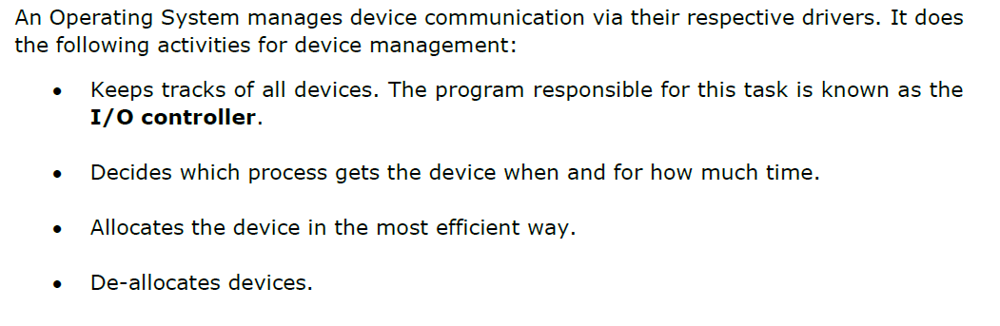 An Operating System manages device communication via their respective drivers. It does
the following activities for device management:
• Keeps tracks of all devices. The program responsible for this task is known as the
I/O controller.
• Decides which process gets the device when and for how much time.
• Allocates the device in the most efficient way.
• De-allocates devices.